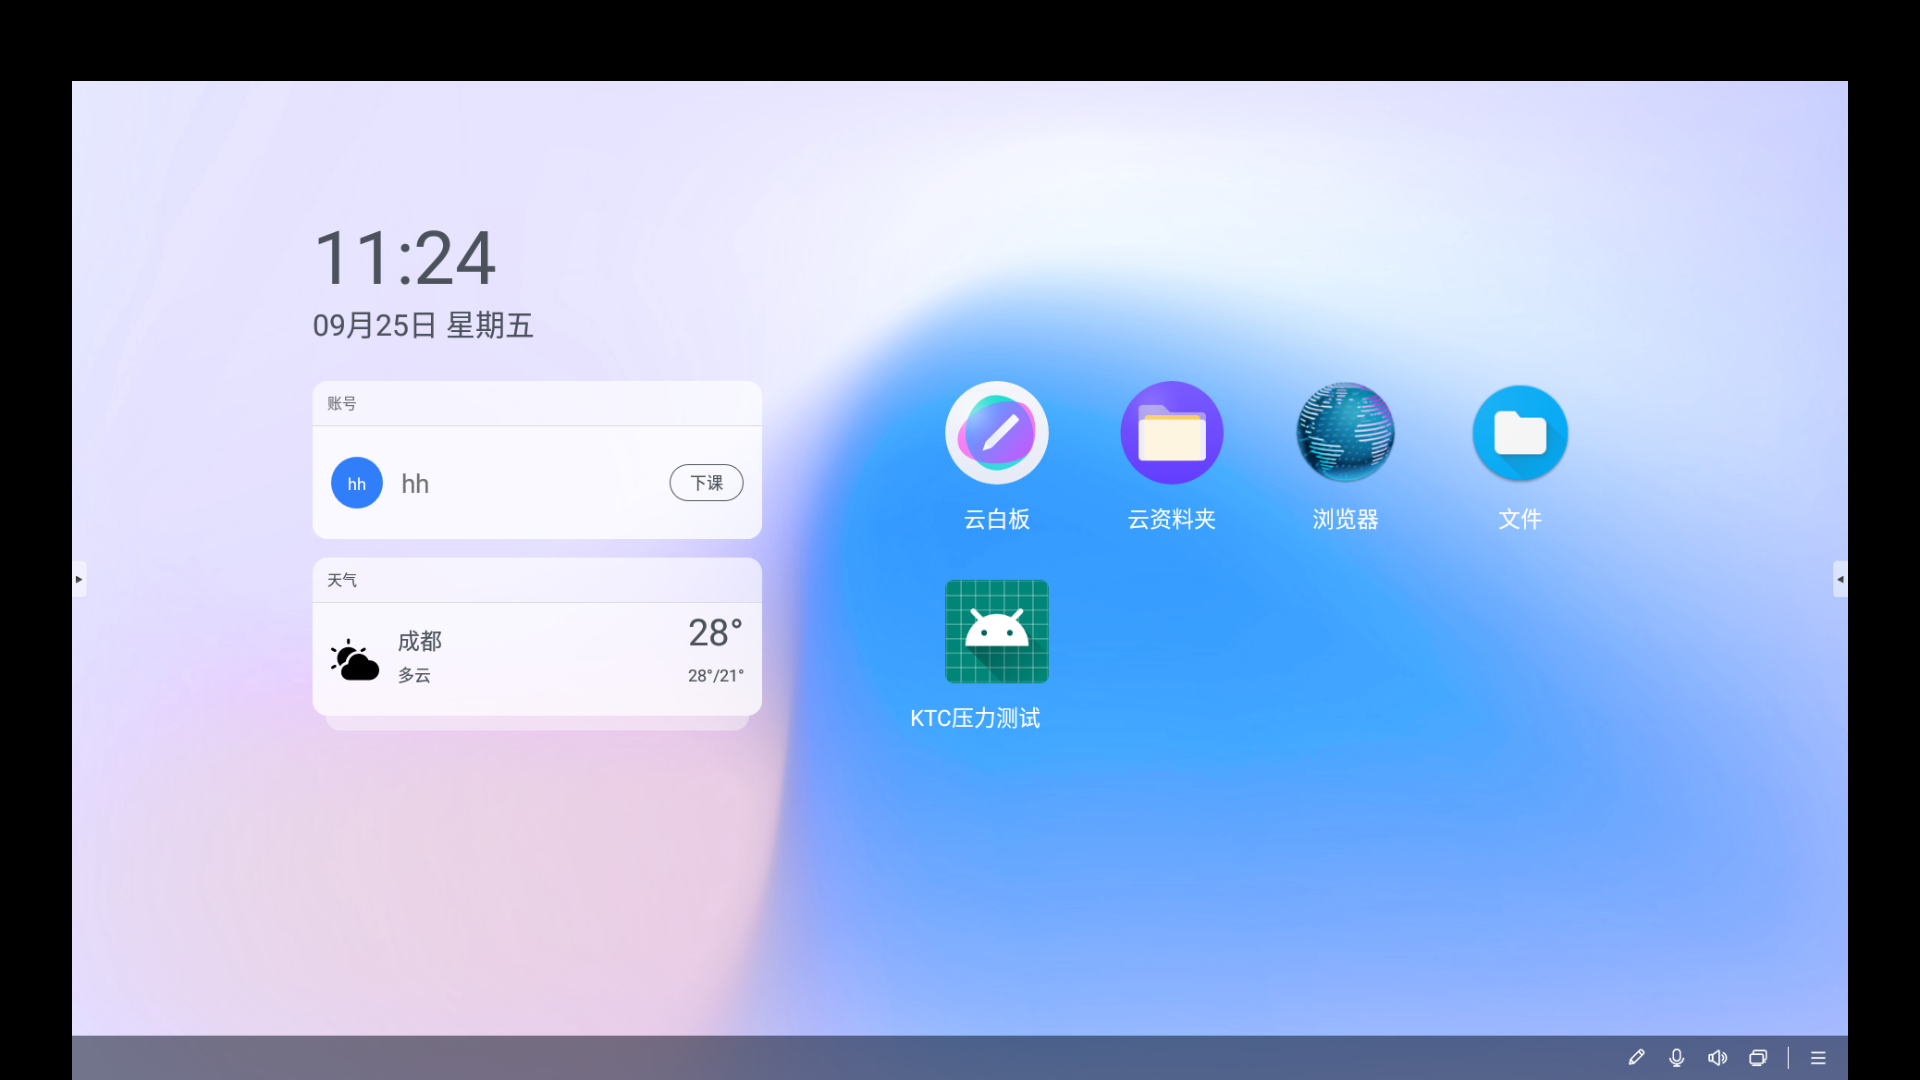 11:24
09月25日 星期五
账号
hh
hh
下课
天气
成都
多云
28°
28°/21°
云白板
云资料夹
浏览器
文件
KTC压力测试